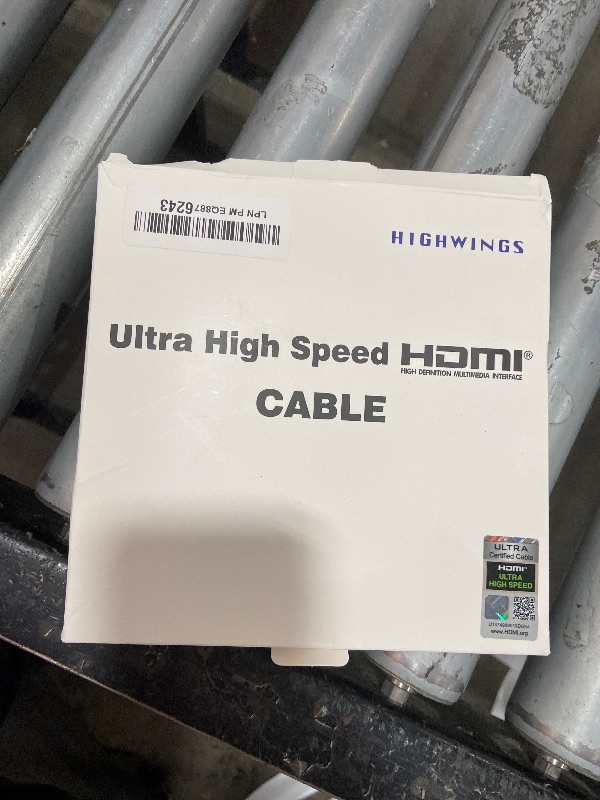 LPN PM EQ8876243
HIGHWINGS
Ultra High Speed HDMI®
HIGH DEFINITION MULTIMEDIA INTERFACE
CABLE
ULTRA
Certified Cable
HDMI
ULTRA
HIGH SPEED
www.HDMI.org